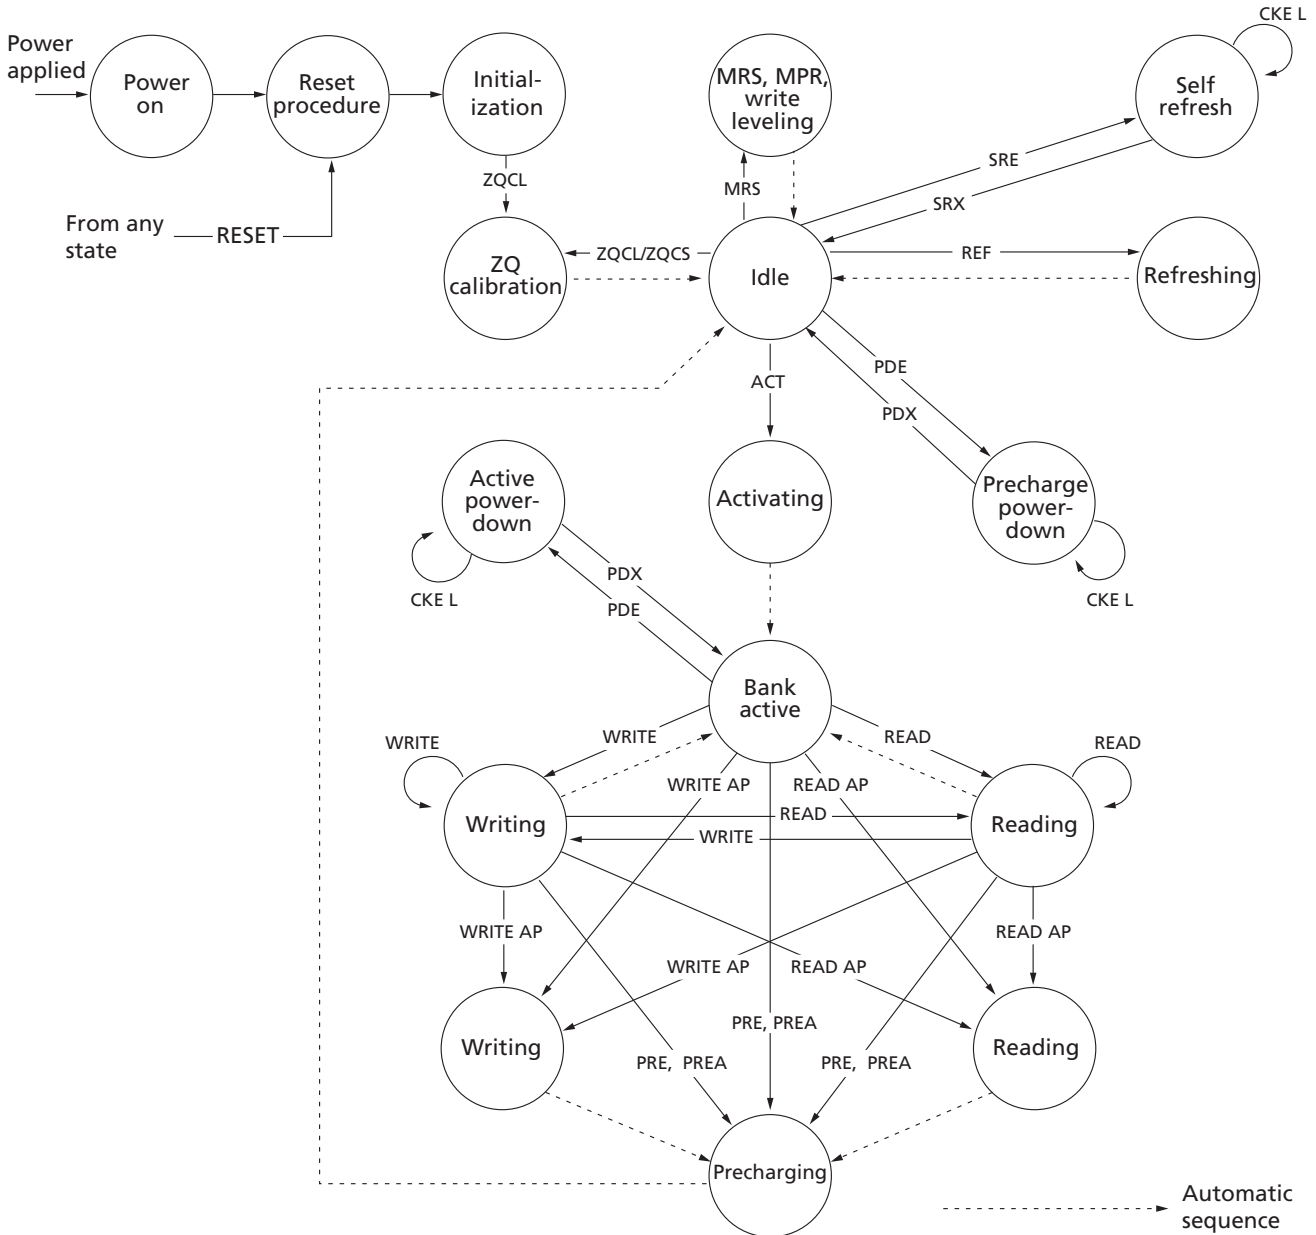 CKE L
Power
applied
Power
on
Reset
procedure
Initial-
ization
MRS, MPR,
write
leveling
Self
refresh
SRE
ZQCL
MRS
SRX
From any
state
RESET
ZQ
calibration
ZQCL/ZQCS
Idle
REF
Refreshing
PDE
ACT
PDX
Active
power-
down
Activating
Precharge
power-
down
PDX
CKE L
PDE
CKE L
Bank
active
WRITE
WRITE
READ
READ
WRITE AP
READ AP
Writing
READ
Reading
WRITE
WRITE AP
READ AP
WRITE AP
READ AP
PRE, PREA
Writing
Reading
PRE, PREA
PRE, PREA
Precharging
Automatic
sequence